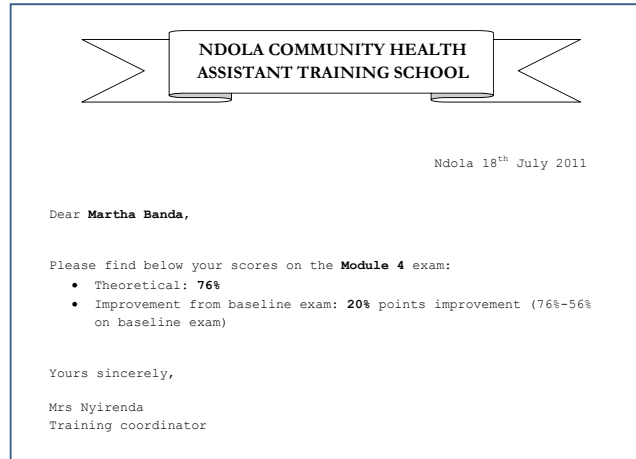 NDOLA COMMUNITY HEALTH
ASSISTANT TRAINING SCHOOL
Ndola 18th July 2011
Dear Martha Banda,
Please find below your scores on the Module 4 exam:
• Theoretical: 76%
• Improvement from baseline exam: 20% points improvement (76%-56%
on baseline exam)
Yours sincerely,
Mrs Nyirenda
Training coordinator